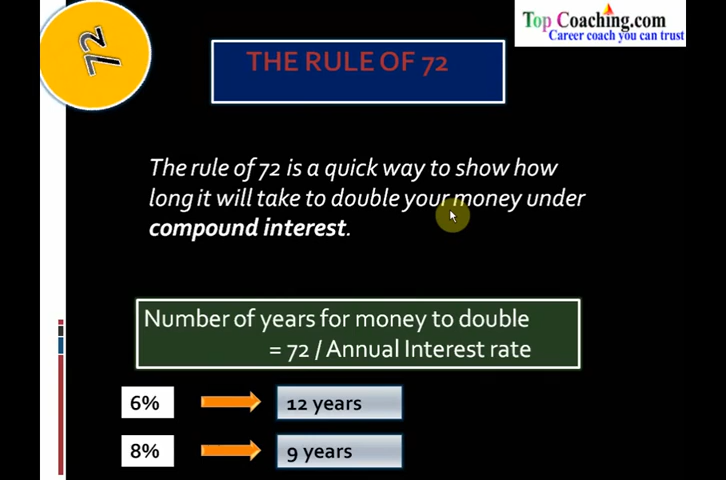 72
Top Coaching.com
Career coach you can trust
THE RULE OF 72
The rule of 72 is a quick way to show how
long it will take to double your money under
compound interest.
Number of years for money to double
= 72 / Annual Interest rate
6%
12 years
8%
9 years